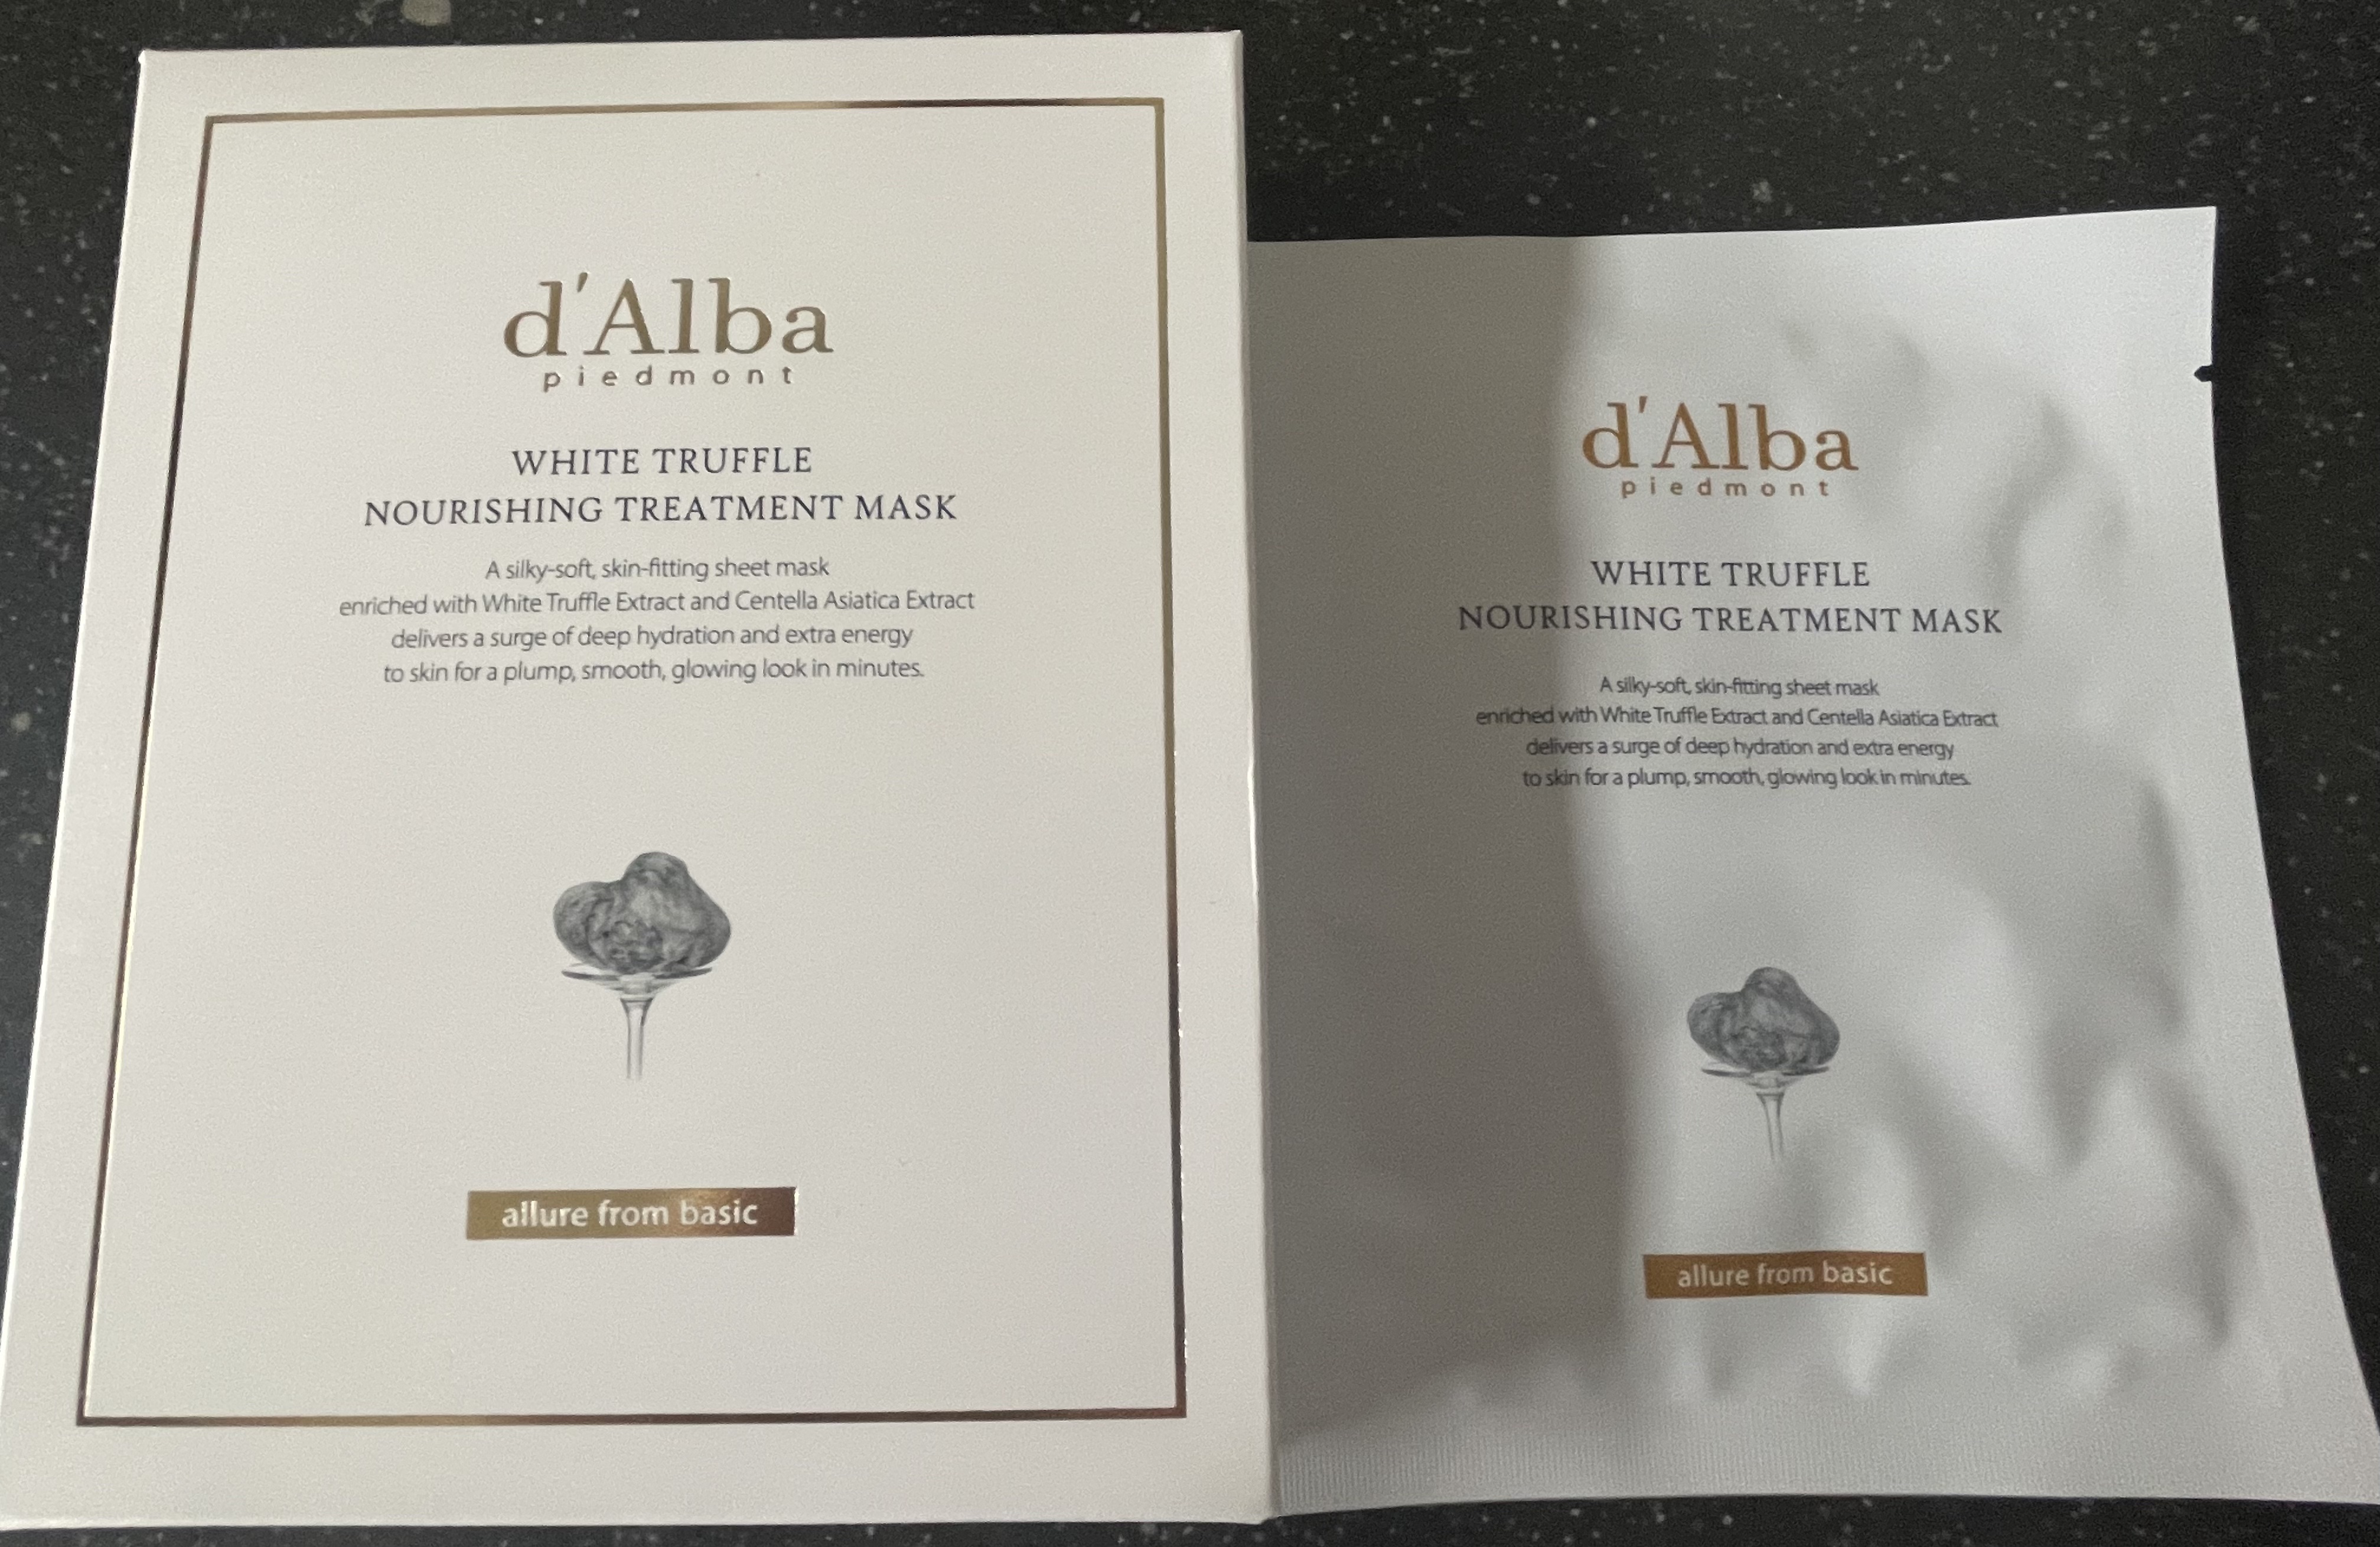 d'Alba
piedmont
WHITE TRUFFLE
NOURISHING TREATMENT MASK
A silky-soft, skin-fitting sheet mask
enriched with White Truffle Extract and Centella Asiatica Extract
delivers a surge of deep hydration and extra energy
to skin for a plump, smooth, glowing look in minutes.
allure from basic
d'Alba
piedmont
WHITE TRUFFLE
NOURISHING TREATMENT MASK
A silky-soft, skin-fitting sheet mask
enriched with White Truffle Extract and Centella Asiatica Extract
delivers a surge of deep hydration and extra energy
to skin for a plump, smooth, glowing look in minutes.
allure from basic